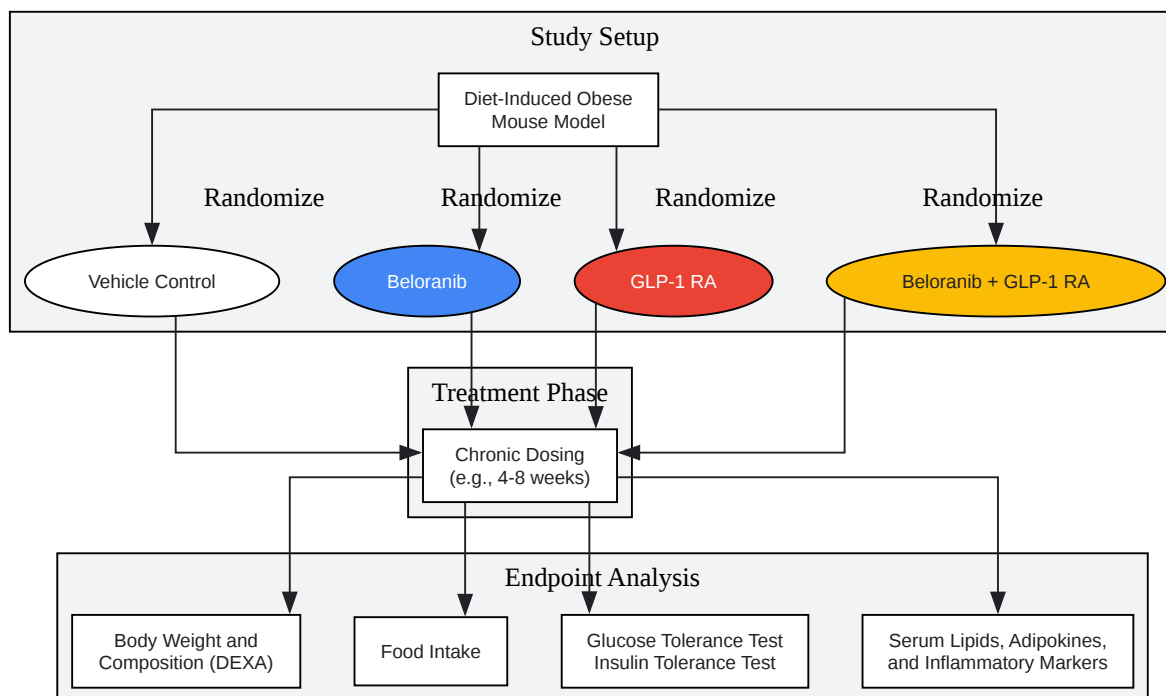 Study Setup
Diet-Induced Obese
Mouse Model
Randomize
Randomize
Randomize
Randomize
Vehicle Control
Beloranib
GLP-1 RA
Beloranib + GLP-1 RA
Treatment Phase
Chronic Dosing
(e.g., 4-8 weeks)
Endpoint Analysis
Body Weight and
Composition (DEXA)
Food Intake
Glucose Tolerance Test
Insulin Tolerance Test
Serum Lipids, Adipokines,
and Inflammatory Markers